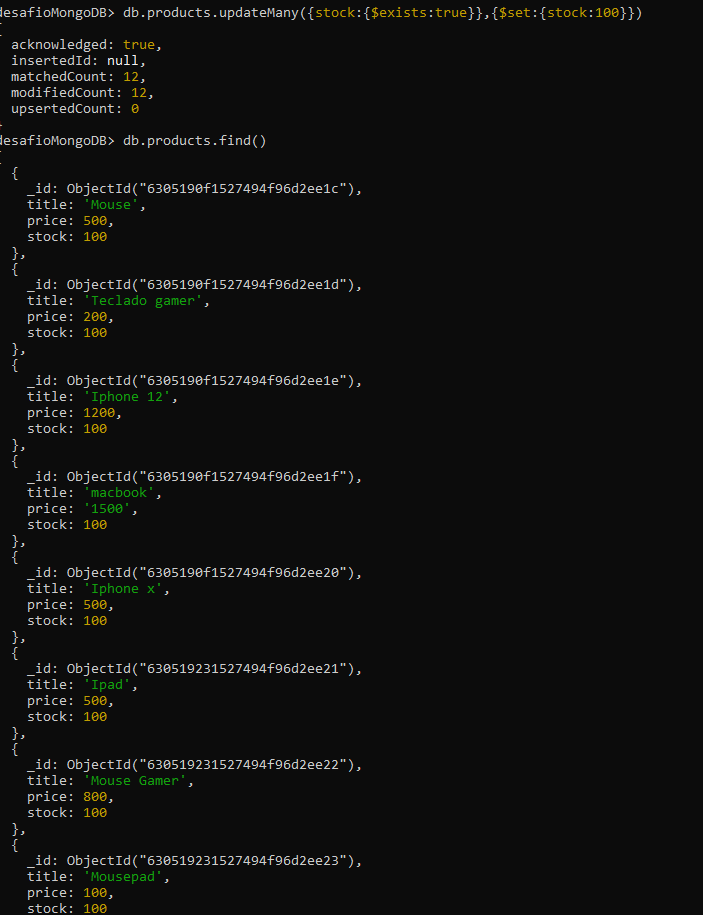 desafioMongoDB> db.products.updateMany({stock:{$exists:true}},{$set:{stock:100}})
{
  acknowledged: true,
  insertedId: null,
  matchedCount: 12,
  modifiedCount: 12,
  upsertedCount: 0
}
desafioMongoDB> db.products.find()
[
  {
    _id: ObjectId("6305190f1527494f96d2ee1c"),
    title: 'Mouse',
    price: 500,
    stock: 100
  },
  {
    _id: ObjectId("6305190f1527494f96d2ee1d"),
    title: 'Teclado gamer',
    price: 200,
    stock: 100
  },
  {
    _id: ObjectId("6305190f1527494f96d2ee1e"),
    title: 'Iphone 12',
    price: 1200,
    stock: 100
  },
  {
    _id: ObjectId("6305190f1527494f96d2ee1f"),
    title: 'macbook',
    price: '1500',
    stock: 100
  },
  {
    _id: ObjectId("6305190f1527494f96d2ee20"),
    title: 'Iphone x',
    price: 500,
    stock: 100
  },
  {
    _id: ObjectId("630519231527494f96d2ee21"),
    title: 'Ipad',
    price: 500,
    stock: 100
  },
  {
    _id: ObjectId("630519231527494f96d2ee22"),
    title: 'Mouse Gamer',
    price: 800,
    stock: 100
  },
  {
    _id: ObjectId("630519231527494f96d2ee23"),
    title: 'Mousepad',
    price: 100,
    stock: 100